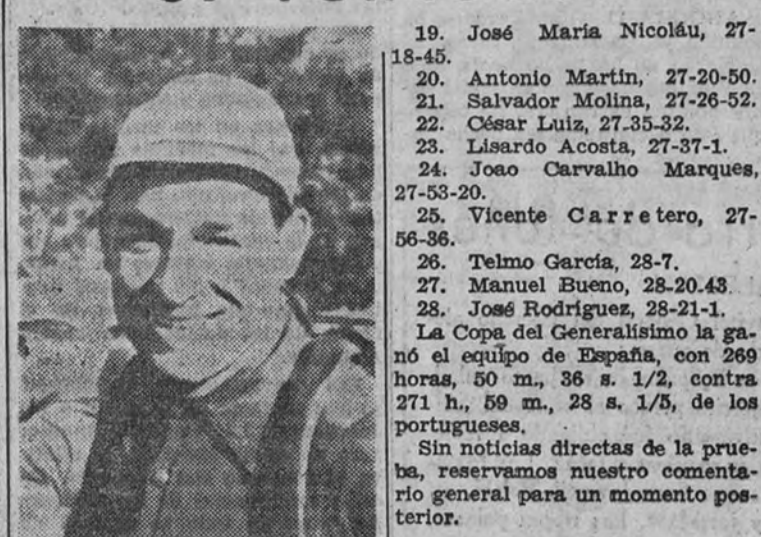 19. José María Nicoláu, 27-
18-45.
20. Antonio Martín, 27-20-50.
21. Salvador Molina, 27-26-52.
22. César Luiz, 27-35-32.
23. Lisardo Acosta, 27-37-1.
24. Joao Carvalho Marques,
27-53-20.
25. Vicente Carretero, 27-
56-36.
26. Telmo García, 28-7.
27. Manuel Bueno, 28-20-43.
28. José Rodríguez, 28-21-1.
La Copa del Generalísimo la ga-
nó el equipo de España, con 269
horas, 50 m., 36 s. 1/2, contra
271 h., 59 m., 28 s. 1/5, de los
portugueses.
Sin noticias directas de la prue-
ba, reservamos nuestro comenta-
rio general para un momento pos-
terior.